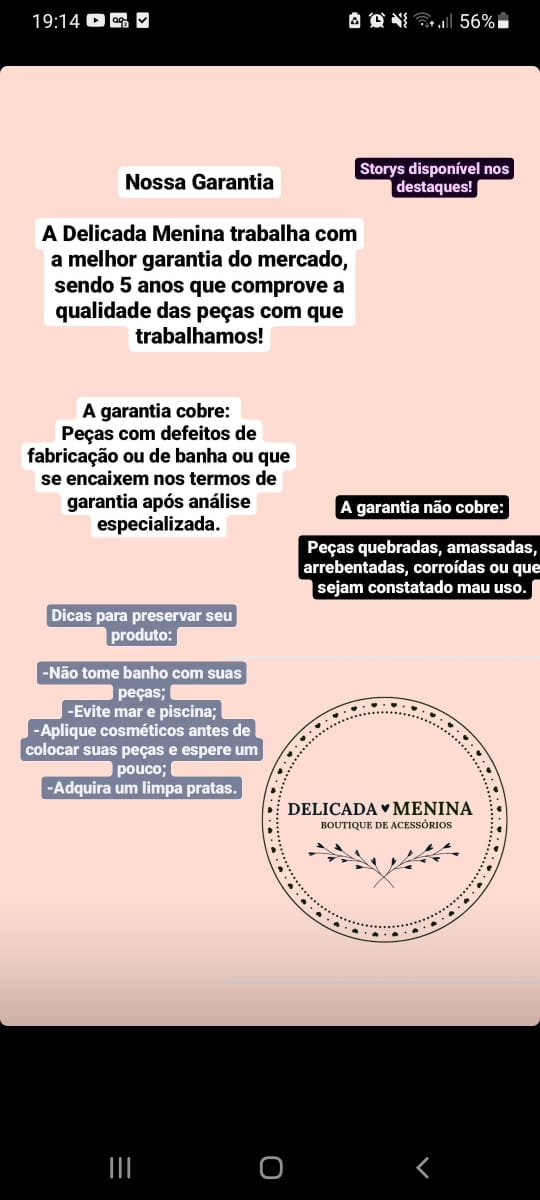 19:14
56%
Storys disponível nos
destaques!
Nossa Garantia
A Delicada Menina trabalha com
a melhor garantia do mercado,
sendo 5 anos que comprove a
qualidade das peças com que
trabalhamos!
A garantia cobre:
Peças com defeitos de
fabricação ou de banha ou que
se encaixem nos termos de
garantia após análise
especializada.
A garantia não cobre:
Peças quebradas, amassadas,
arrebentadas, corroídas ou que
sejam constatado mau uso.
Dicas para preservar seu
produto:
-Não tome banho com suas
peças;
-Evite mar e piscina;
-Aplique cosméticos antes de
colocar suas peças e espere um
pouco;
-Adquira um limpa pratas.
DELICADA MENINA
BOUTIQUE DE ACESSÓRIOS